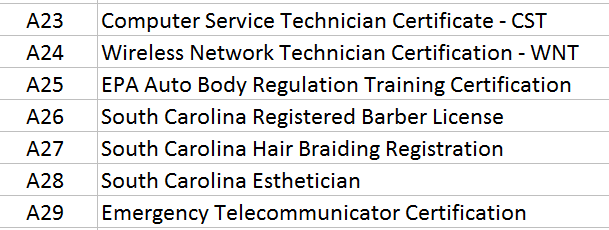 A23 Computer Service Technician Certificate - CST
A24 Wireless Network Technician Certification - WNT
A25 EPA Auto Body Regulation Training Certification
A26 South Carolina Registered Barber License
A27 South Carolina Hair Braiding Registration
A28 South Carolina Esthetician
A29 Emergency Telecommunicator Certification